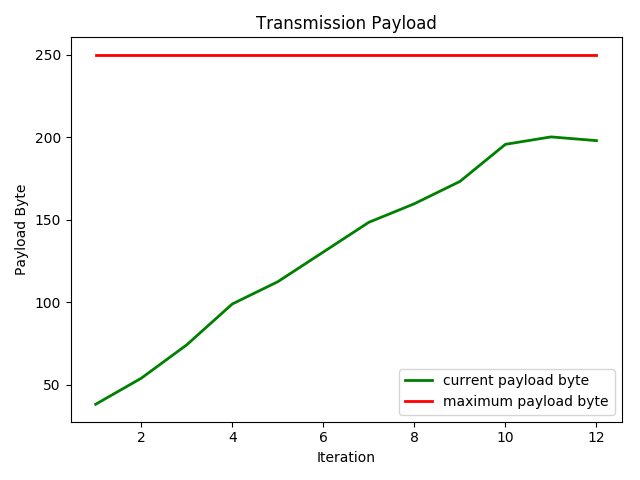 Transmission Payload
250
200
150
100
50
Payload Byte
2 4 6 8 10 12
Iteration
current payload byte
maximum payload byte